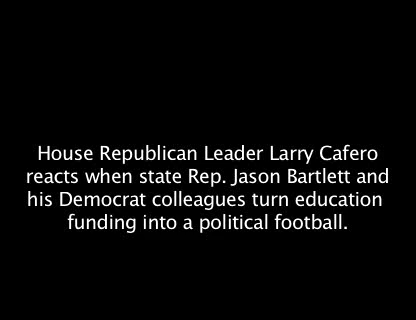 House Republican Leader Larry Cafero
reacts when state Rep. Jason Bartlett and
his Democrat colleagues turn education
funding into a political football.